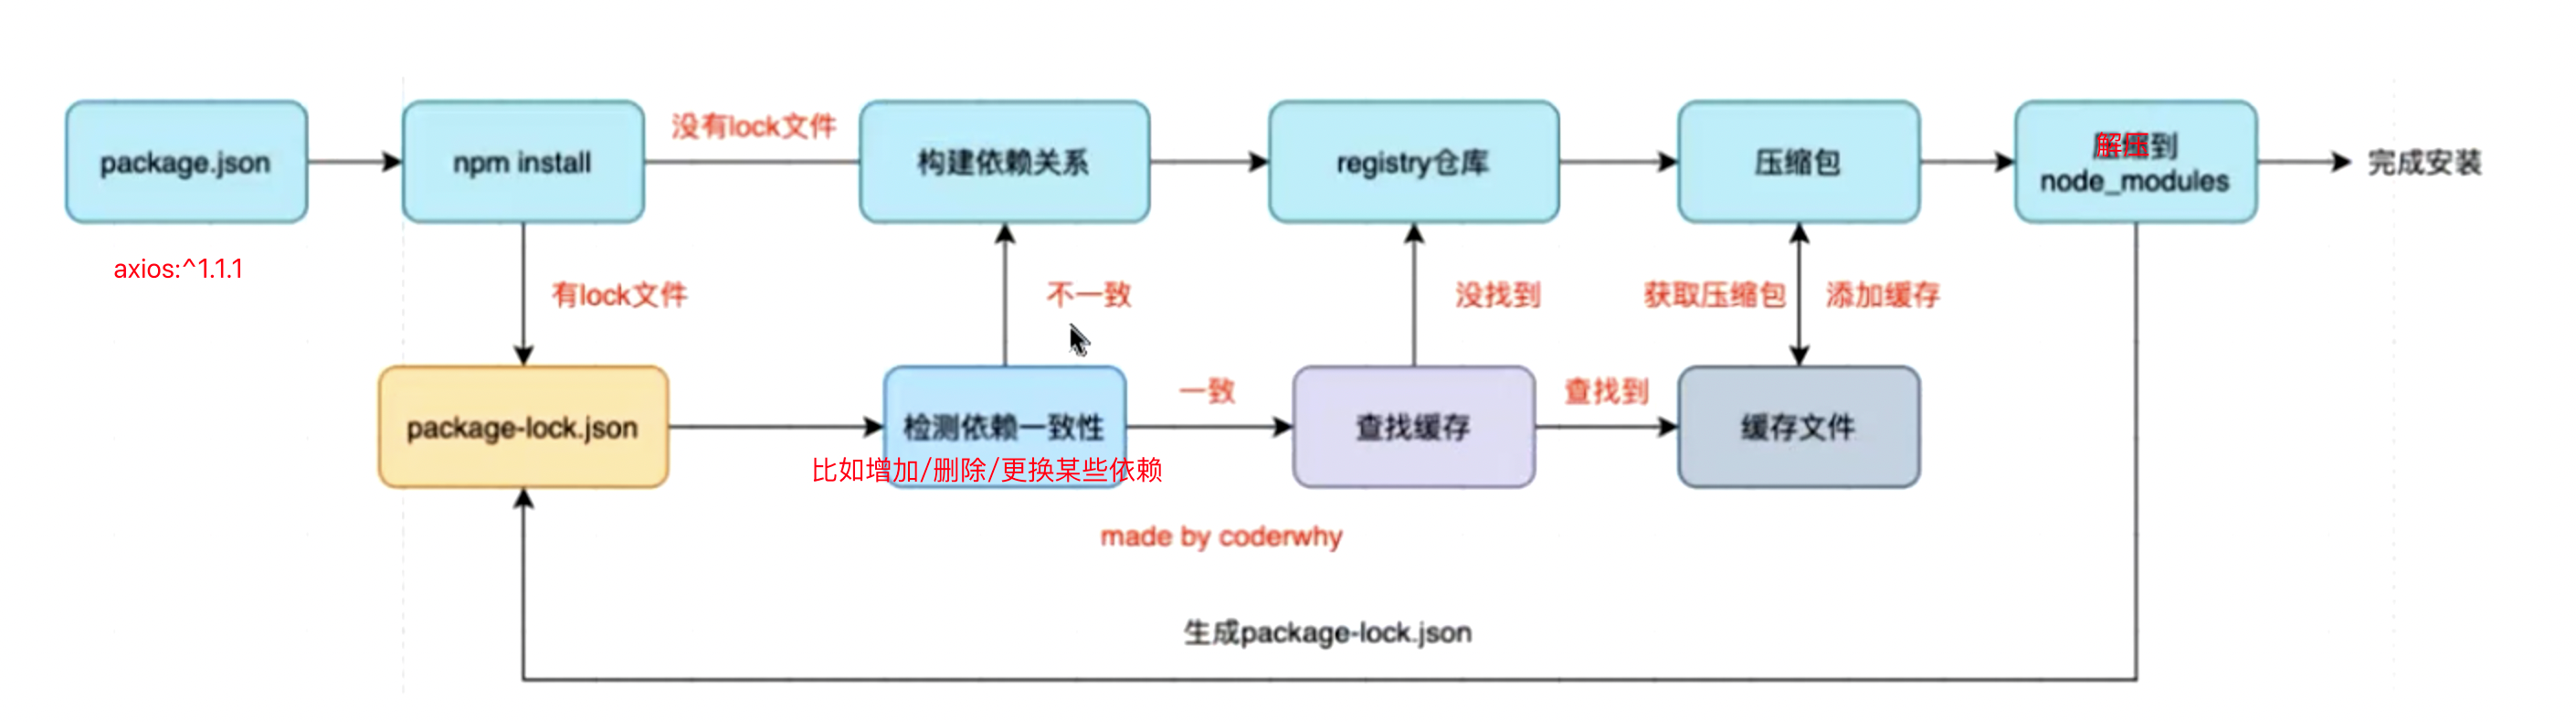 没有lock文件
package.json
npm install
构建依赖关系
registry仓库
压缩包
解压到
node_modules
完成安装
axios:^1.1.1
有lock文件
不一致
没找到
获取压缩包
添加缓存
一致
查找到
package-lock.json
检测依赖一致性
查找缓存
缓存文件
比如增加/删除/更换某些依赖
made by coderwhy
生成package-lock.json